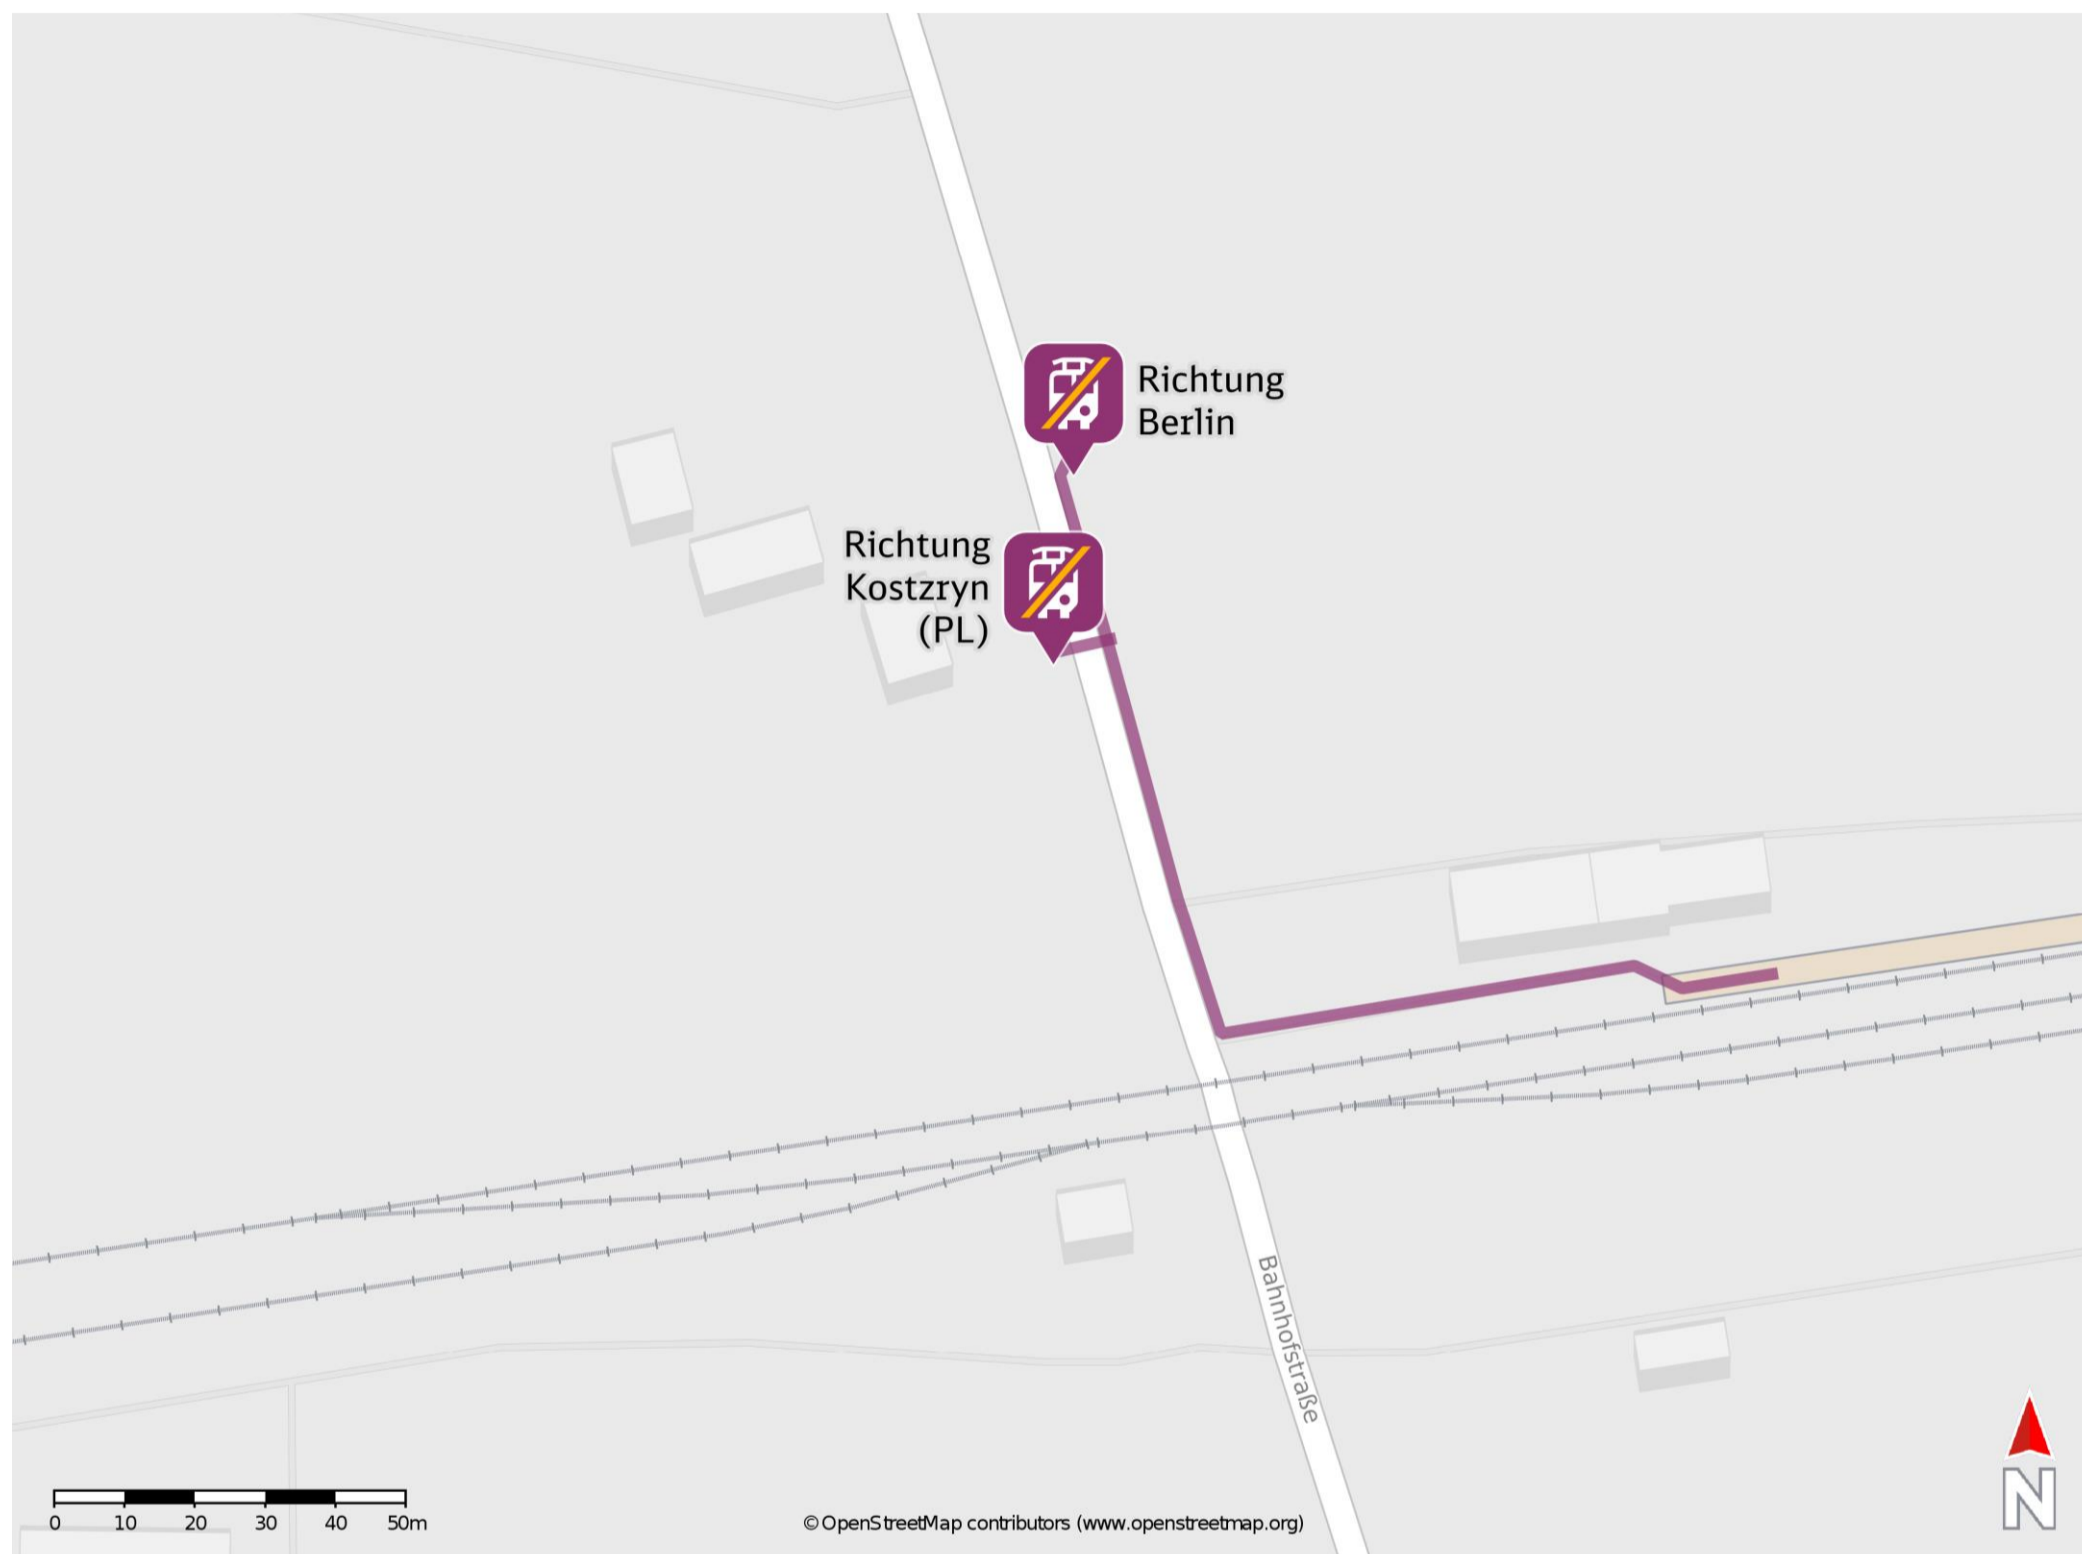 Richtung
Berlin
Richtung
Kostzryn
(PL)
Bahnhofstraße
0 10 20 30 40 50m
© OpenStreetMap contributors (www.openstreetmap.org)
N